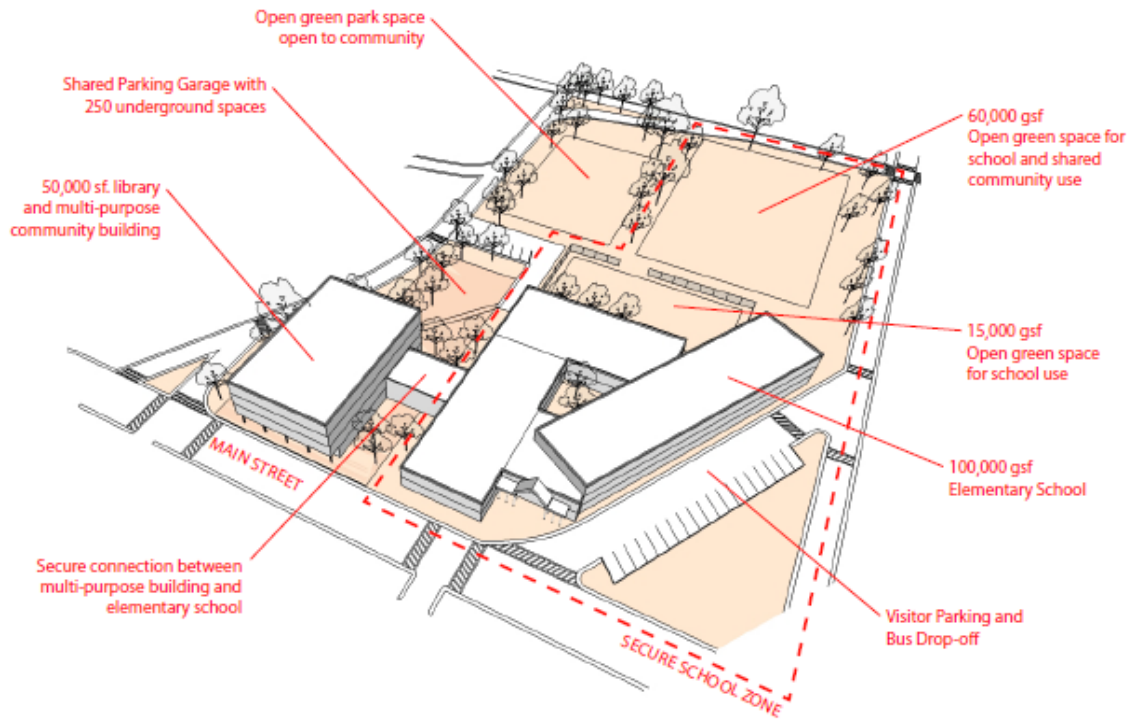 Open green park space
open to community
Shared Parking Garage with
250 underground spaces
60,000 gsf
Open green space for
school and shared
community use
50,000 sf. library
and multi-purpose
community building
15,000 gsf
Open green space
for school use
MAIN STREET
100,000 gsf
Elementary School
Secure connection between
multi-purpose building and
elementary school
Visitor Parking and
Bus Drop-off
SECURE SCHOOL ZONE